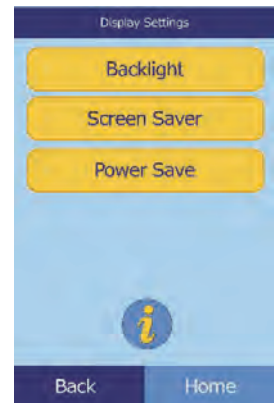 Display Settings
Backlight
Screen Saver
Power Save
i
Back Home